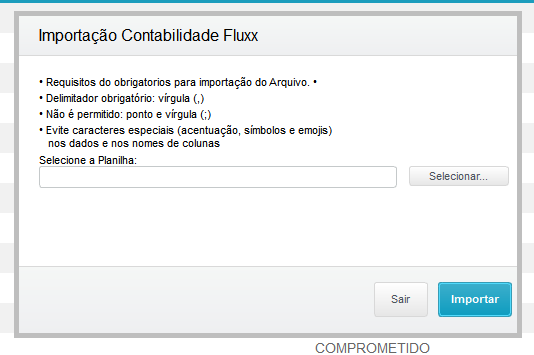 Importação Contabilidade Fluxx
• Requisitos do obrigatorios para importação do Arquivo. •
• Delimitador obrigatório: vírgula (,)
• Não é permitido: ponto e vírgula (;)
• Evite caracteres especiais (acentuação, símbolos e emojis)
nos dados e nos nomes de colunas
Selecione a Planilha:
Selecionar...
Sair
Importar
COMPROMETIDO